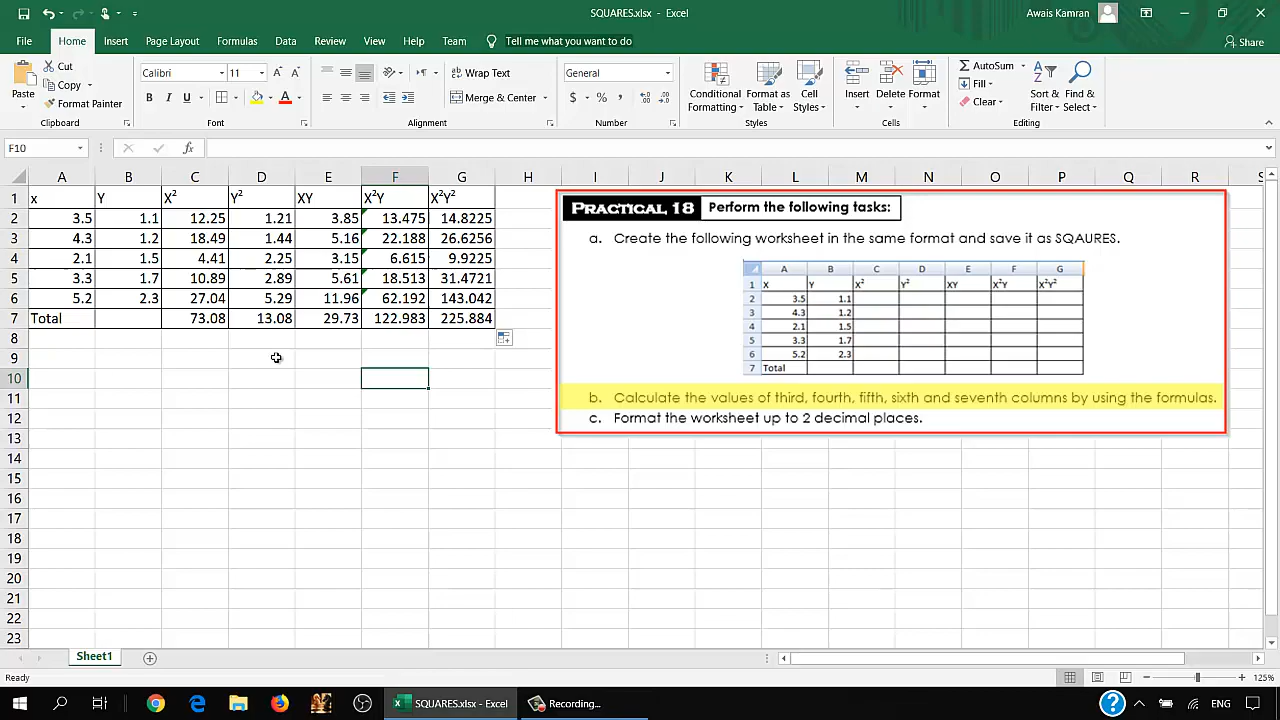 SQUARES.xlsx - Excel
Awais Kamran
File Home Insert Page Layout Formulas Data Review View Help Team Tell me what you want to do Share
Paste
Cut
Copy
Format Painter
Clipboard
Calibri 11
B I U
Font
Wrap Text
Merge & Center
Alignment
General
$ % ,
Number
Conditional Formatting
Format as Table
Cell Styles
Styles
Insert Delete Format
Cells
AutoSum
Fill
Clear
Sort & Filter
Find & Select
Editing
F10 fx
A B C D E F G H I J K L M N O P Q R S
1 x Y X² Y² XY X²Y X²Y²
2 3.5 1.1 12.25 1.21 3.85 13.475 14.8225
3 4.3 1.2 18.49 1.44 5.16 22.188 26.6256
4 2.1 1.5 4.41 2.25 3.15 6.615 9.9225
5 3.3 1.7 10.89 2.89 5.61 18.513 31.4721
6 5.2 2.3 27.04 5.29 11.96 62.192 143.042
7 Total 73.08 13.08 29.73 122.983 225.884
8
9
10
11
12
13
14
15
16
17
18
19
20
21
22
23
PRACTICAL 18 Perform the following tasks:
a. Create the following worksheet in the same format and save it as SQAURES.
A B C D E F G
1 X Y X² Y² XY X²Y X²Y²
2 3.5 1.1
3 4.3 1.2
4 2.1 1.5
5 3.3 1.7
6 5.2 2.3
7 Total
b. Calculate the values of third, fourth, fifth, sixth and seventh columns by using the formulas.
c. Format the worksheet up to 2 decimal places.
Sheet1
Ready
125%
SQUARES.xlsx - Excel
Recording...
ENG